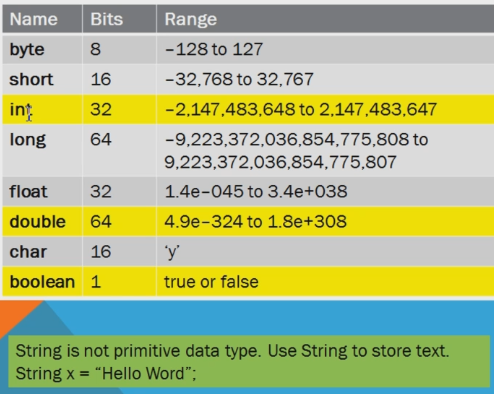 Name Bits Range
byte 8 –128 to 127
short 16 –32,768 to 32,767
int 32 –2,147,483,648 to 2,147,483,647
long 64 –9,223,372,036,854,775,808 to
9,223,372,036,854,775,807
float 32 1.4e–045 to 3.4e+038
double 64 4.9e–324 to 1.8e+308
char 16 ‘y’
boolean 1 true or false
String is not primitive data type. Use String to store text.
String x = “Hello Word”;